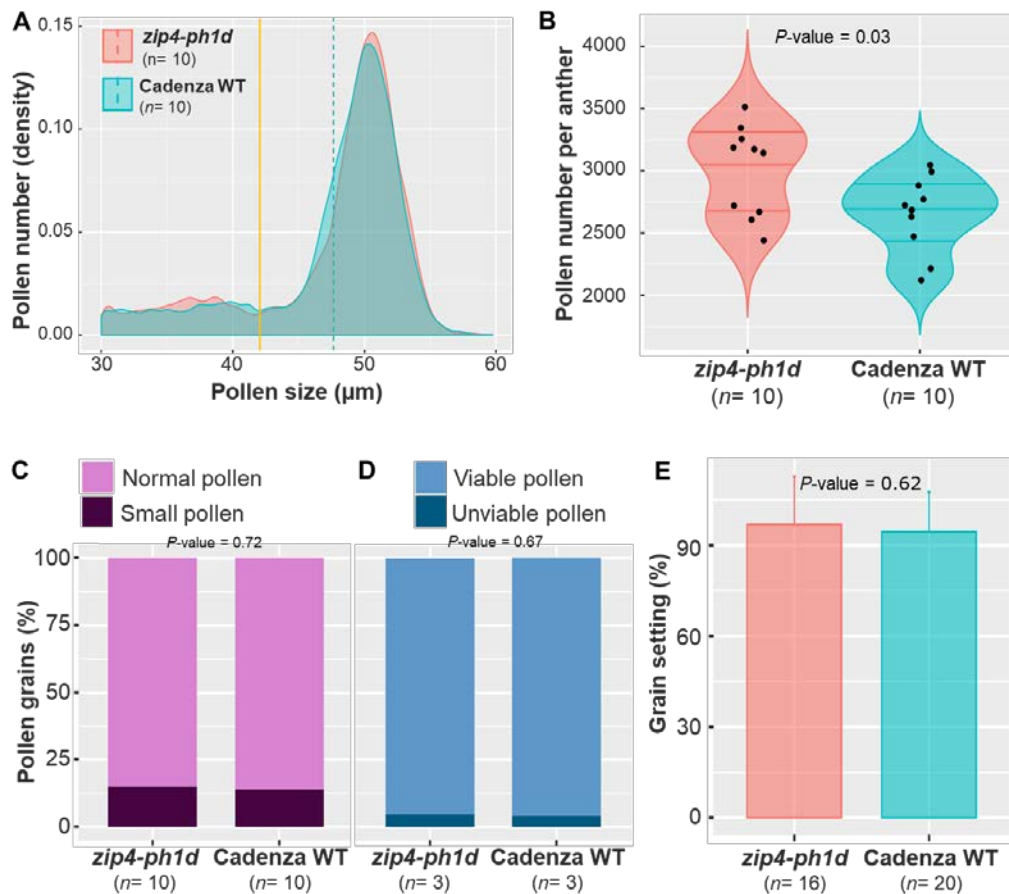 A
zip4-ph1d
(n= 10)
Cadenza WT
(n= 10)
Pollen number (density)
0.15
0.10
0.05
0.00
30
40
50
60
Pollen size (µm)
B
P-value = 0.03
Pollen number per anther
4000
3500
3000
2500
2000
zip4-ph1d
Cadenza WT
(n= 10)
(n= 10)
C
Normal pollen
Small pollen
P-value = 0.72
Pollen grains (%)
100
75
50
25
0
zip4-ph1d
Cadenza WT
(n= 10)
(n= 10)
D
Viable pollen
Unviable pollen
P-value = 0.67
zip4-ph1d
Cadenza WT
(n= 3)
(n= 3)
E
P-value = 0.62
Grain setting (%)
90
60
30
0
zip4-ph1d
Cadenza WT
(n= 16)
(n= 20)